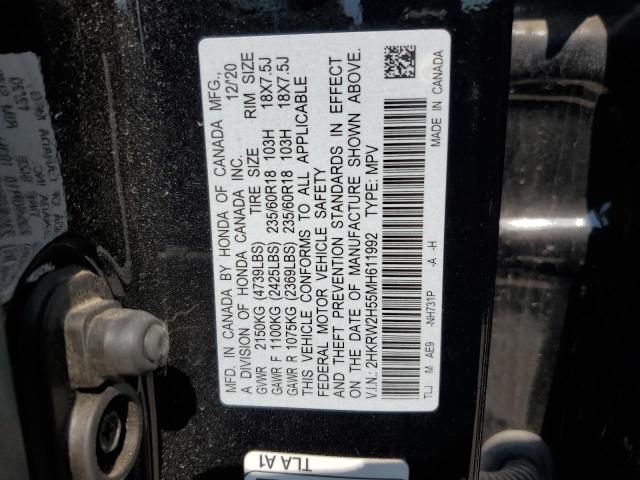 MFD. IN CANADA BY HONDA OF CANADA MFG.,
A DIVISION OF HONDA CANADA INC. 12/20
TIRE SIZE RIM SIZE
GVWR 2150KG (4739LBS)
GAWR F 1100KG (2425LBS) 235/60R18 103H 18X7.5J
GAWR R 1075KG (2369LBS) 235/60R18 103H 18X7.5J
THIS VEHICLE CONFORMS TO ALL APPLICABLE
FEDERAL MOTOR VEHICLE SAFETY
AND THEFT PREVENTION STANDARDS IN EFFECT
ON THE DATE OF MANUFACTURE SHOWN ABOVE.
V.I.N.: 2HKRW2H55MH611992 TYPE: MPV
TLJ M AE9 -NH731P -A -H MADE IN CANADA
TLA A1